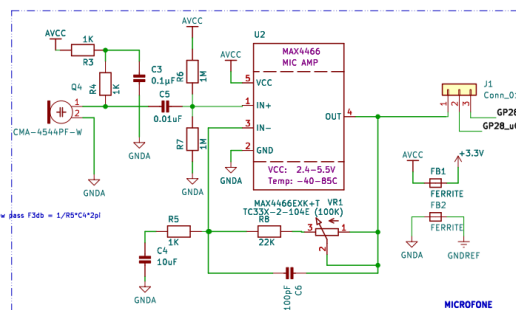 AVCC
1K
R3
Q4
R4
1K
C3
0.1µF
C5
0.01uF
CMA-4544PF-W
1
2
GNDA
GNDA
AVCC
R6
1M
R7
1M
GNDA
AVCC
U2
MAX4466
MIC AMP
5
VCC
1
IN+
3
IN-
2
GND
OUT
4
VCC: 2.4-5.5V
Temp: -40-85C
GNDA
MAX4466EXK+T
VR1
TC33X-2-104E (100K)
R5
1K
R8
22K
3
1
2
C4
10uF
GNDA
100pF
C6
w pass F3db = 1/R5*C4*2pi
J1
1
2
3
GP28
AVCC
+3.3V
FB1
FERRITE
FB2
FERRITE
GNDA
GNDREF
MICROFONE